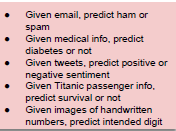 ● Given email, predict ham or
spam
● Given medical info, predict
diabetes or not
● Given tweets, predict positive or
negative sentiment
● Given Titanic passenger info,
predict survival or not
● Given images of handwritten
numbers, predict intended digit